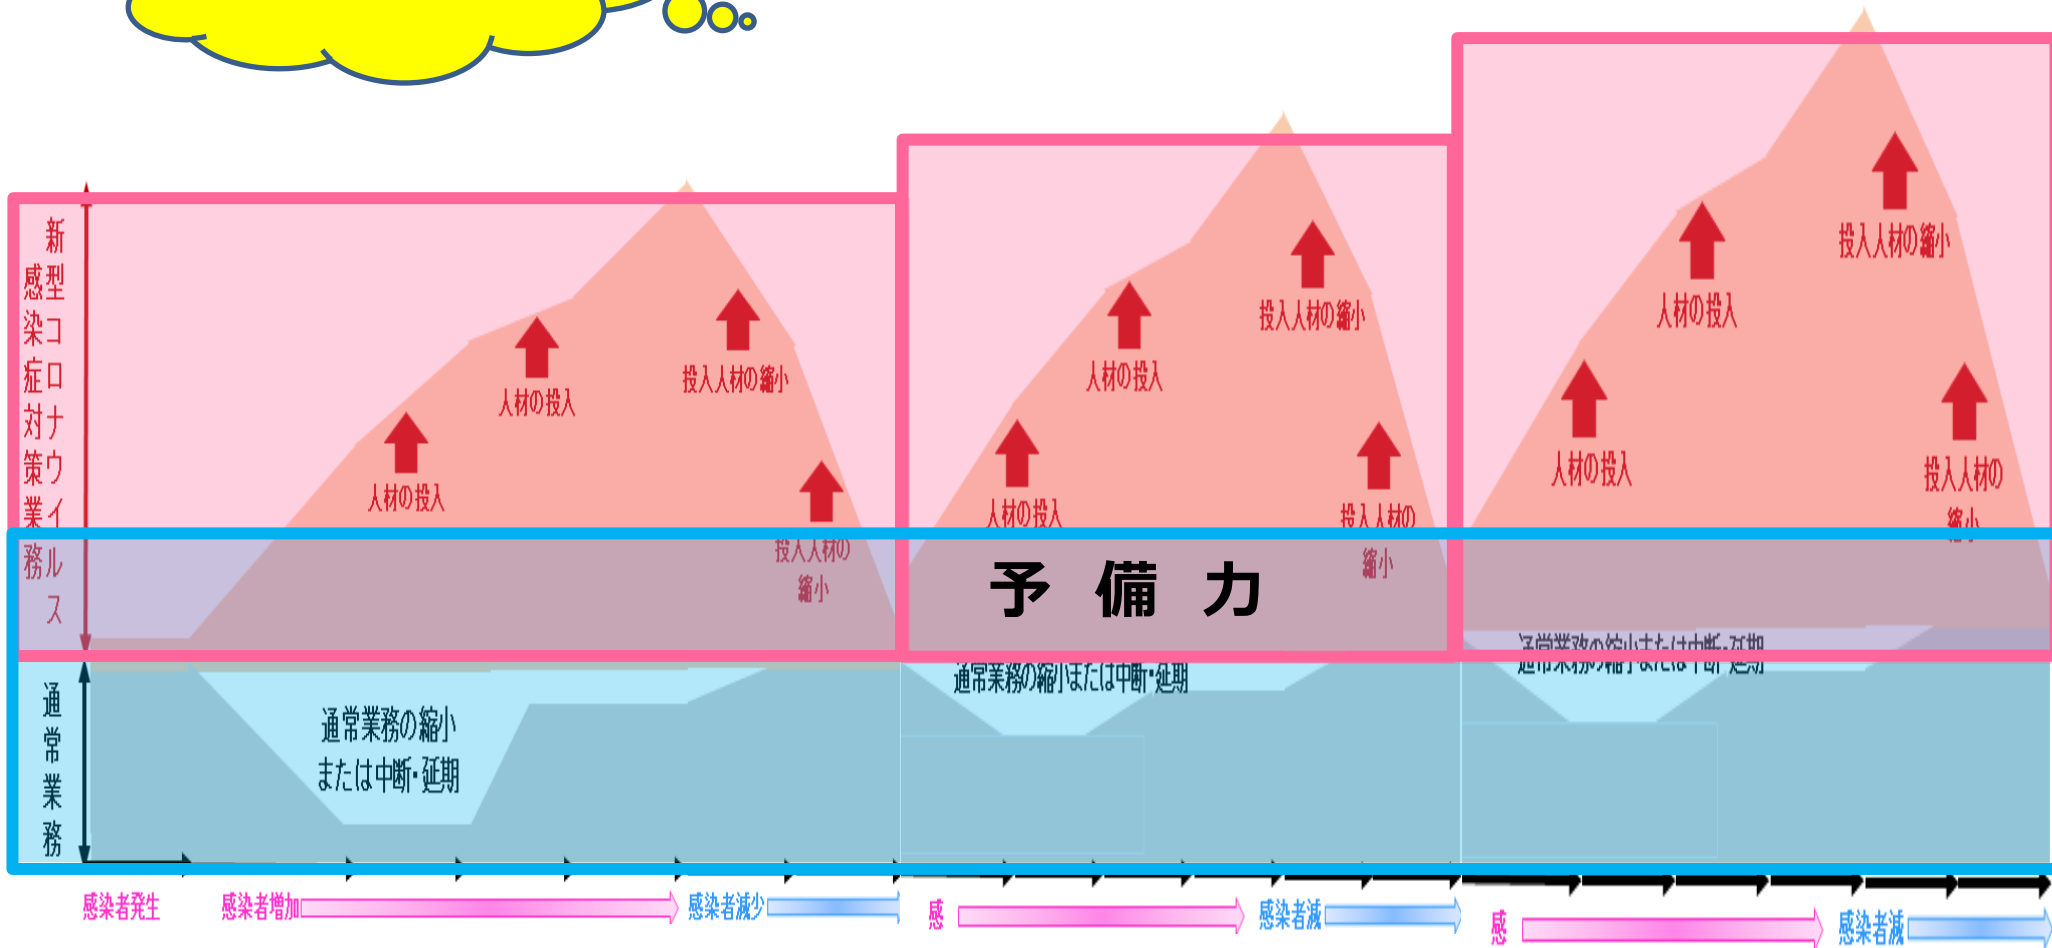 新型コロナウイルス
感染症対策業務
人材の投入
人材の投入
投入人材の縮小
投入人材の
縮小
人材の投入
人材の投入
投入人材の縮小
投入人材の
縮小
人材の投入
人材の投入
投入人材の縮小
投入人材の
縮小
予備力
通常業務
通常業務の縮小
または中断・延期
通常業務の縮小または中断・延期
通常業務の縮小または中断・延期
感染者発生
感染者増加
感染者減少
感
感染者減
感
感染者減